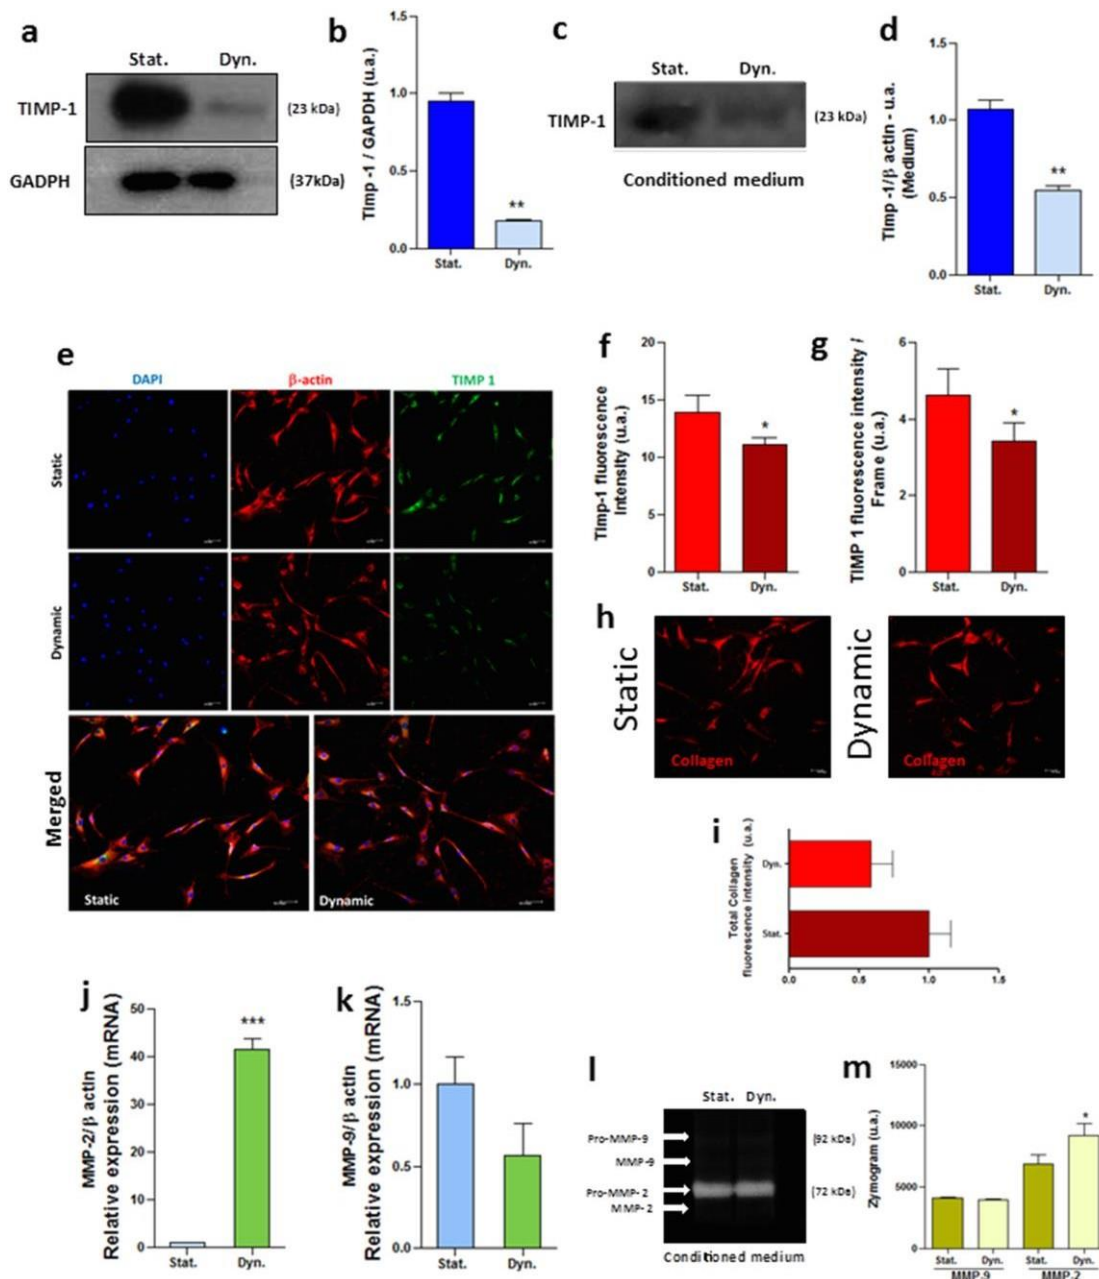 a
Stat. Dyn.
TIMP-1
(23 kDa)
GADPH
(37kDa)
b
TImp -1 / GAPDH (u.a.)
1.5
1.0
0.5
0.0
**
Stat. Dyn.
c
Stat. Dyn.
TIMP-1
(23 kDa)
Conditioned medium
d
TImp -1/β actin - u.a.
(Medium)
1.5
1.0
0.5
0.0
**
Stat. Dyn.
e
DAPI β-actin TIMP 1
Static
Dynamic
Merged
Static
Dynamic
f
Timp-1 fluorescence
Intensity (u.a.)
20
15
10
5
0
*
Stat. Dyn.
g
TIMP 1 fluorescence intensity /
Frame (u.a.)
6
4
2
0
*
Stat. Dyn.
h
Static
Collagen
Dynamic
Collagen
i
Total Collagen
fluorescence intensity (u.a.)
Dyn.
Stat.
0.0 0.5 1.0 1.5
j
MMP-2/β actin
Relative expression (mRNA)
50
40
30
20
10
0
***
Stat. Dyn.
k
MMP-9/β actin
Relative expression (mRNA)
1.5
1.0
0.5
0.0
Stat. Dyn.
l
Stat. Dyn.
Pro-MMP-9
(92 kDa)
MMP-9
Pro-MMP-2
(72 kDa)
MMP-2
Conditioned medium
m
Zymogram (u.a.)
15000
10000
5000
0
*
Stat. Dyn. Stat. Dyn.
MMP-9 MMP-2